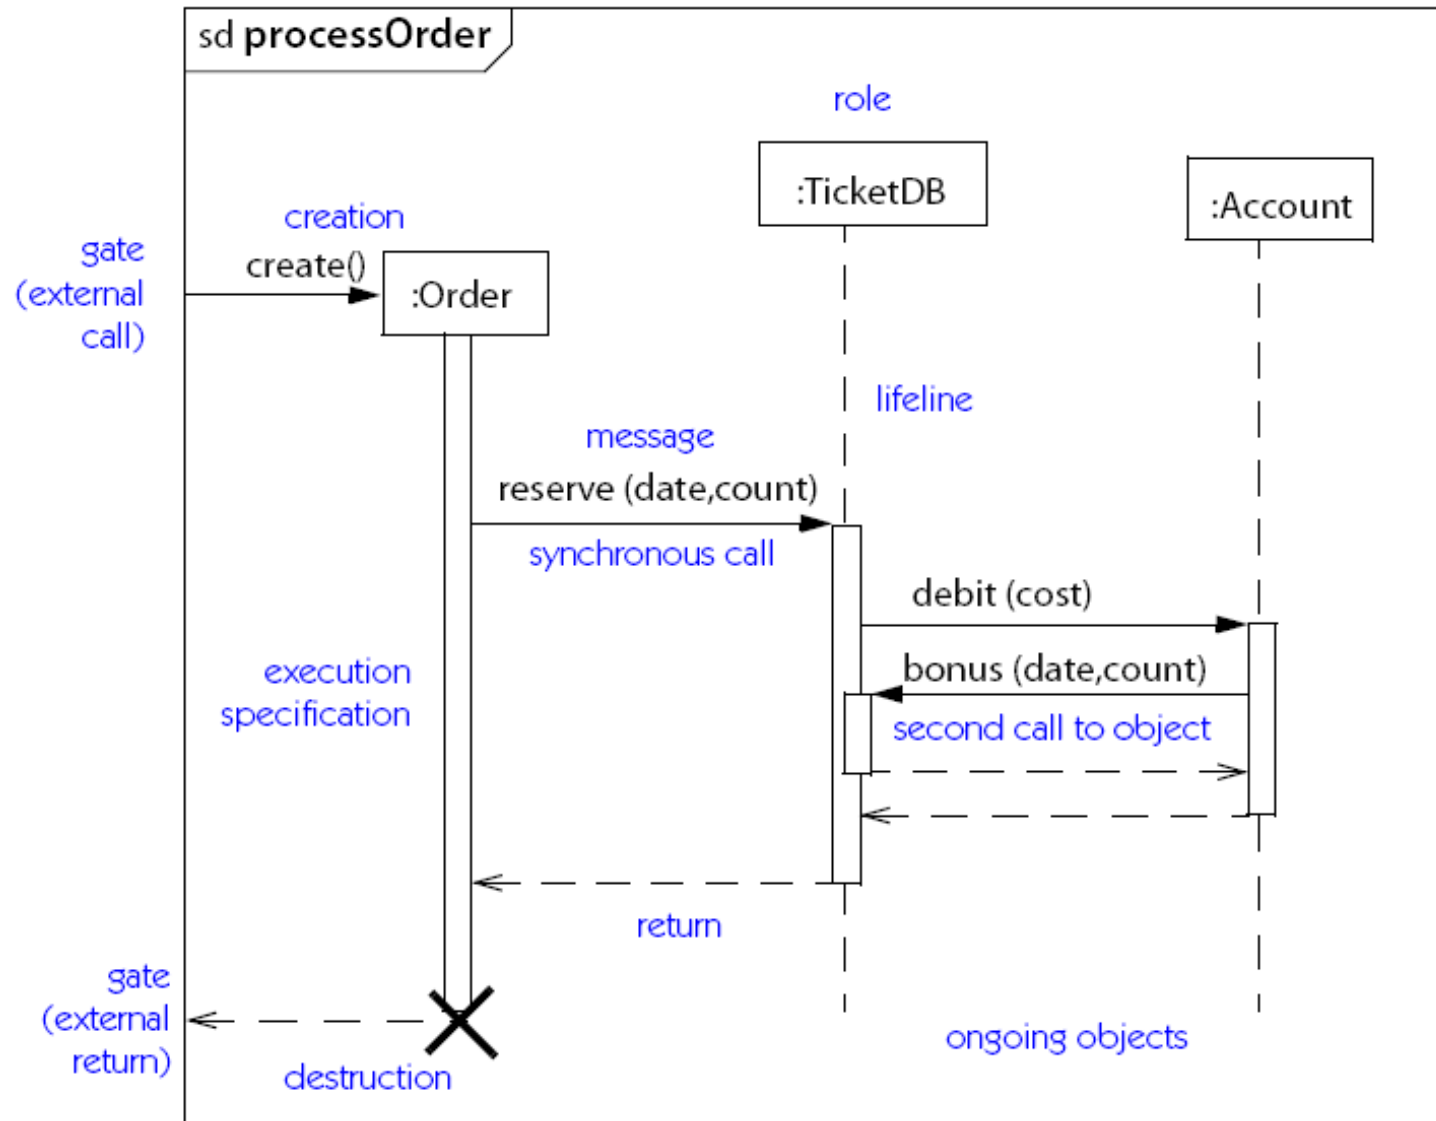 sd processOrder
role
:TicketDB
:Account
creation
gate
(external
call)
create()
:Order
lifeline
message
reserve (date,count)
synchronous call
debit (cost)
execution
specification
bonus (date,count)
second call to object
return
gate
(external
return)
destruction
ongoing objects